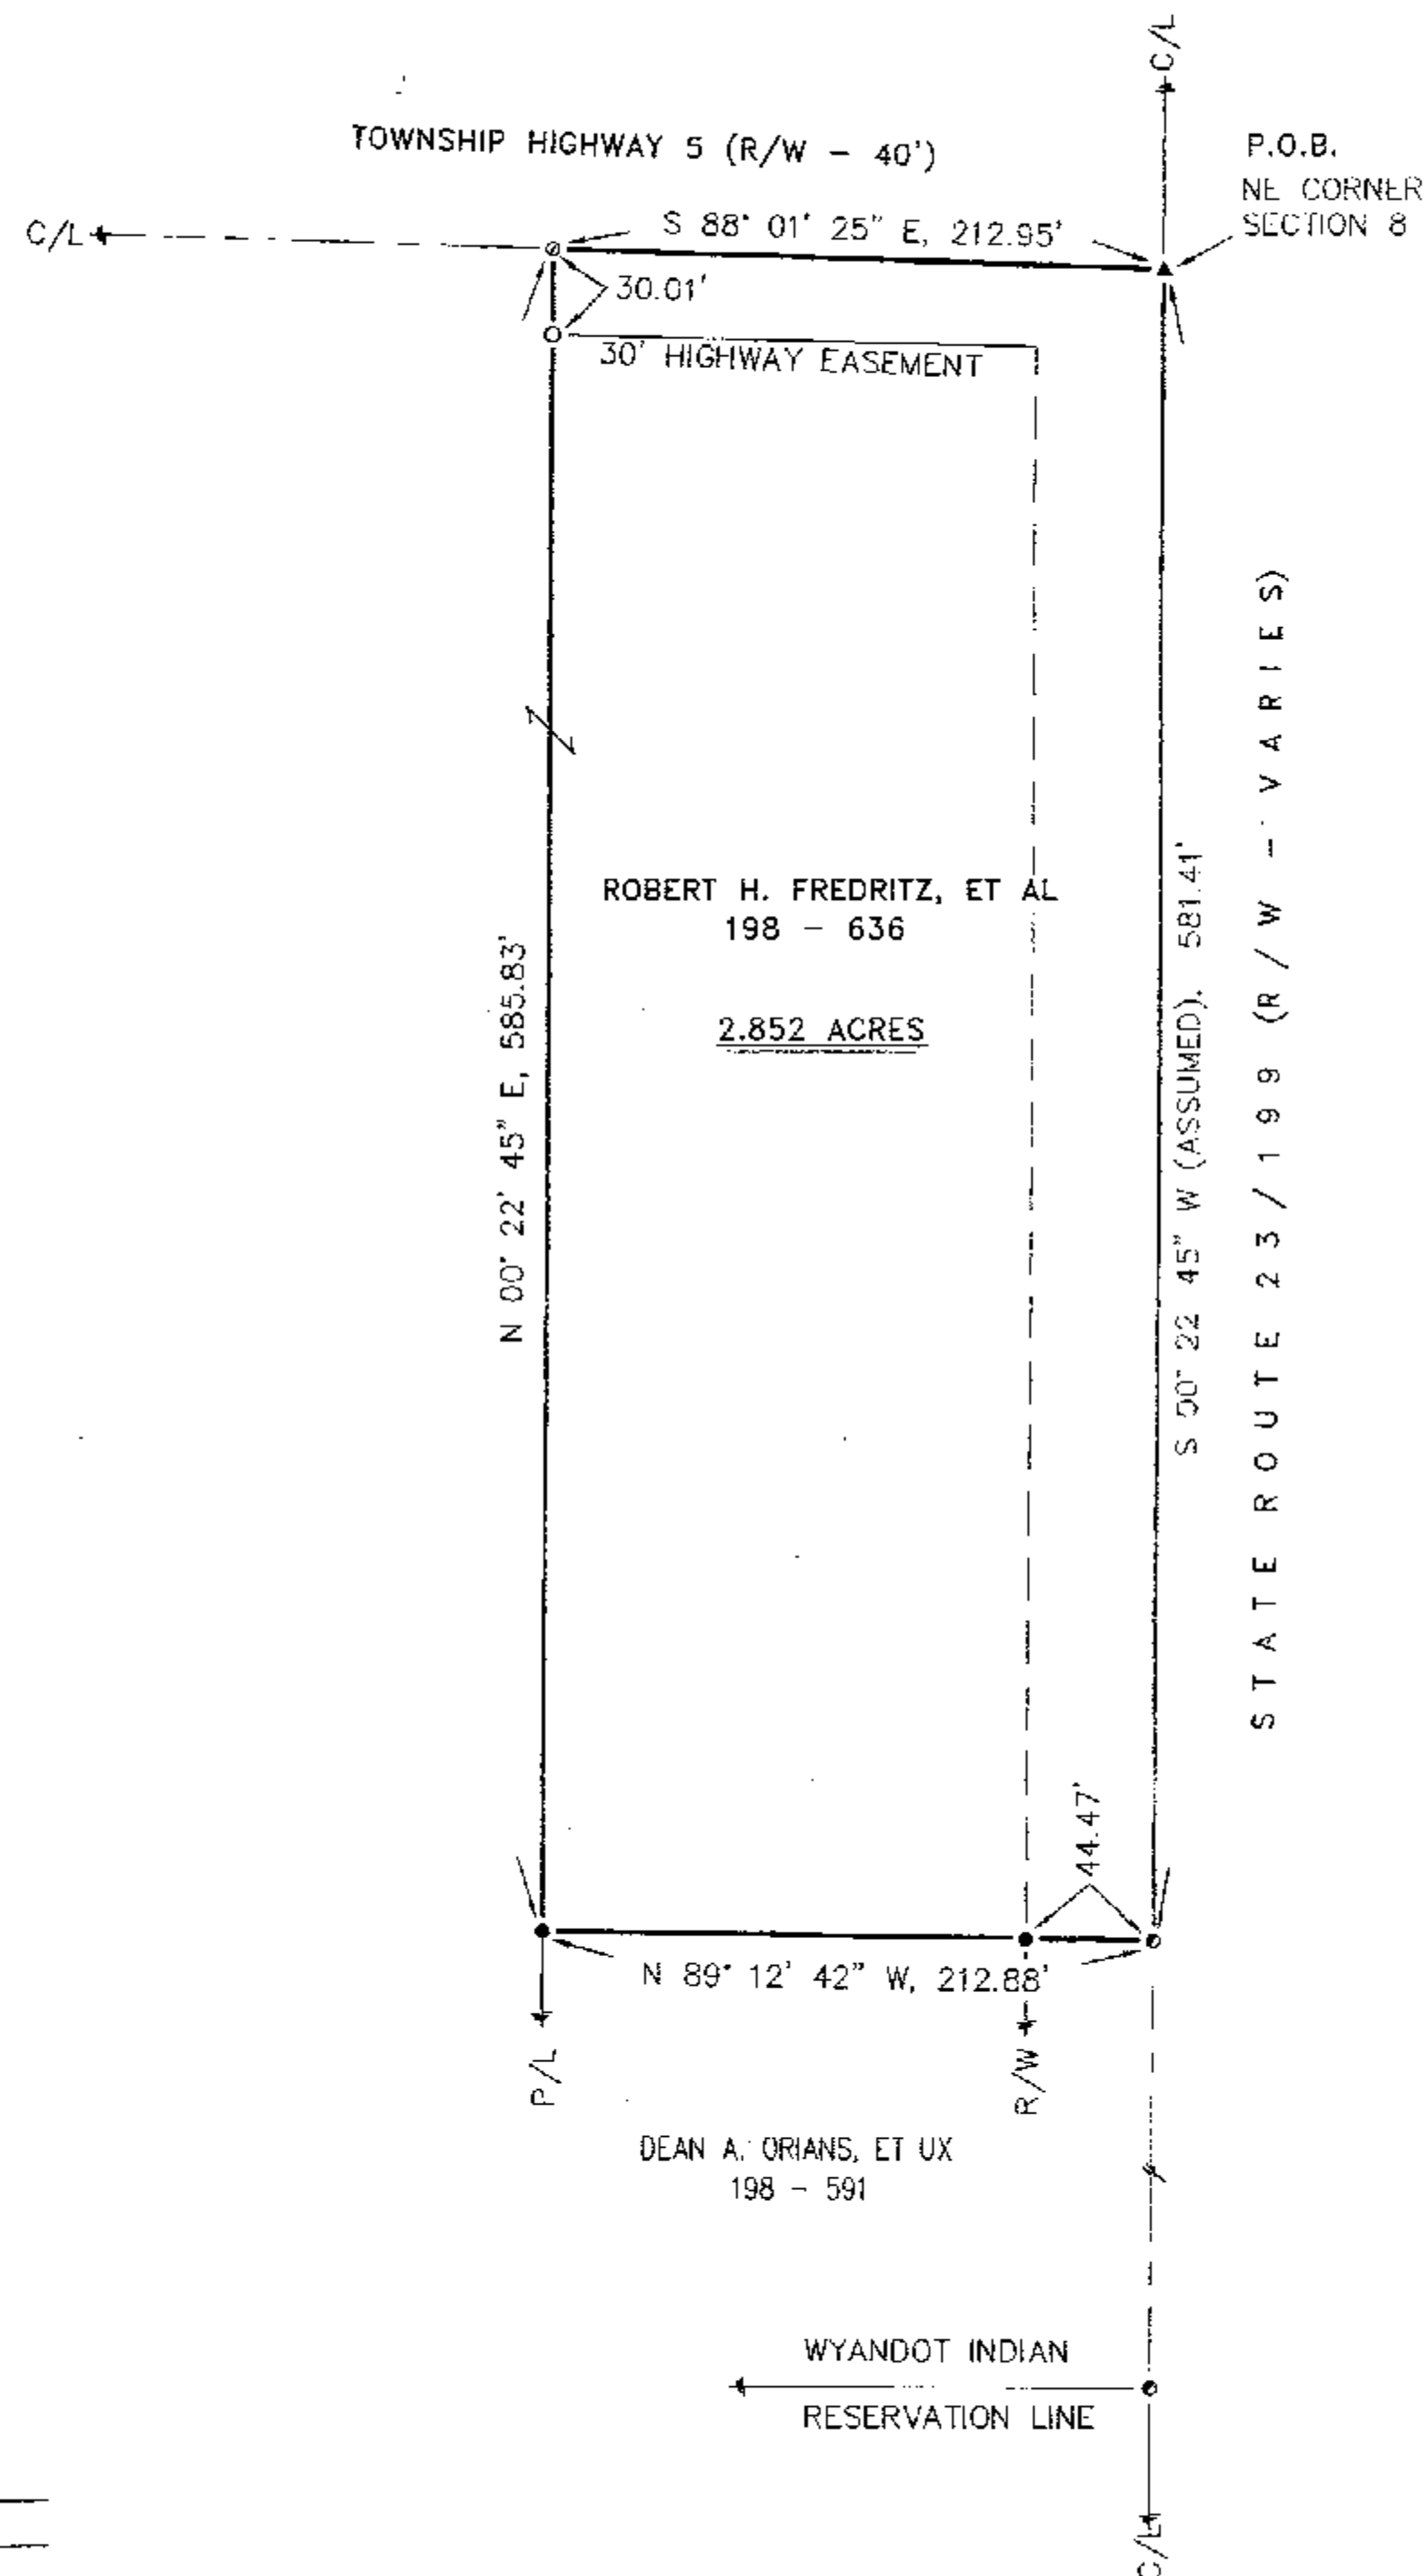 C/L
TOWNSHIP HIGHWAY 5 (R/W - 40')
P.O.B.
NE CORNER
SECTION 8
C/L
S 88° 01' 25" E, 212.95'
30.01'
30' HIGHWAY EASEMENT
ROBERT H. FREDRITZ, ET AL
198 - 636
2.852 ACRES
N 00° 22' 45" E, 585.83'
S 00° 22 45" W (ASSUMED), 581.41'
STATE ROUTE 23/199 (R/W - VARIES)
44.47'
N 89° 12' 42" W, 212.88'
P/L
R/W
DEAN A. ORIANS, ET UX
198 - 591
WYANDOT INDIAN
RESERVATION LINE
C/L